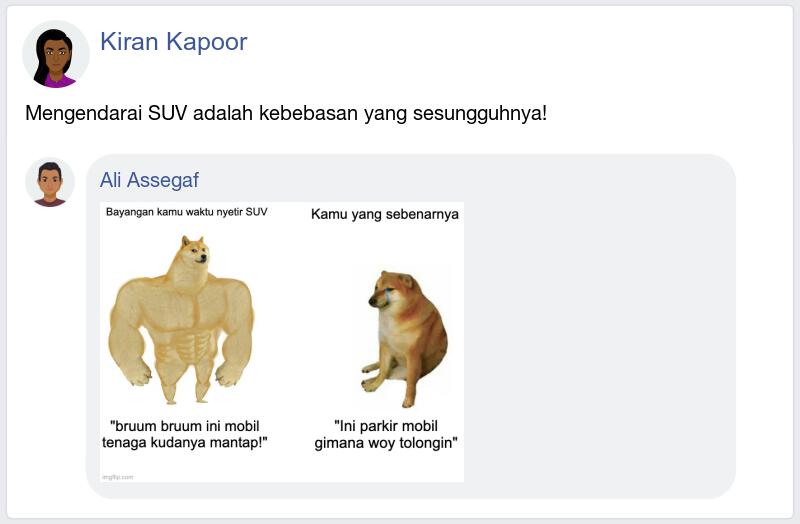 Kiran Kapoor
Mengendarai SUV adalah kebebasan yang sesungguhnya!
Ali Assegaf
Bayangan kamu waktu nyetir SUV
Kamu yang sebenarnya
"bruum bruum ini mobil
tenaga kudanya mantap!"
"Ini parkir mobil
gimana woy tolongin"
imgflip.com